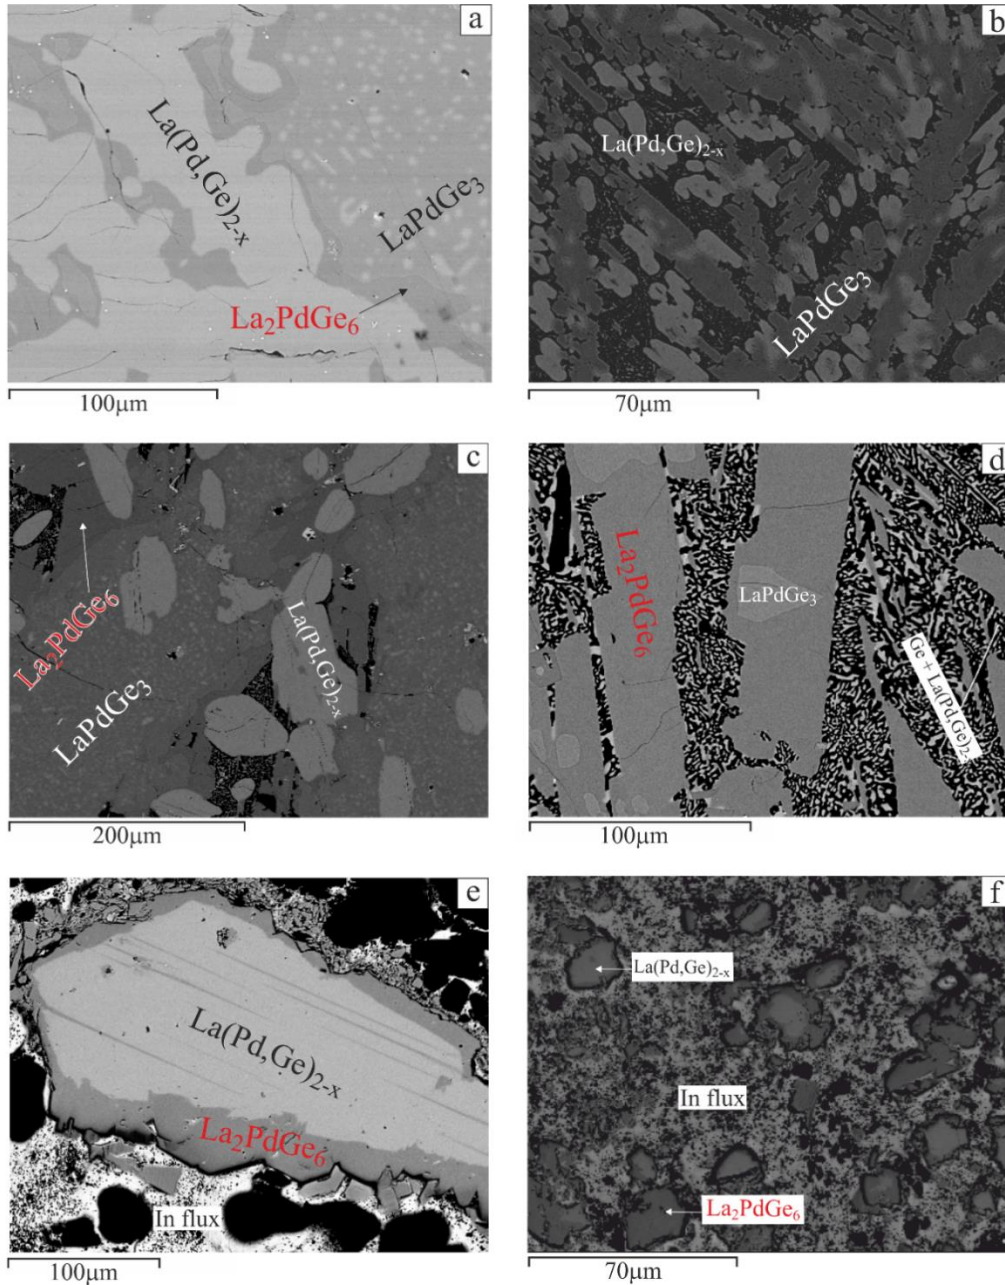 a
La(Pd,Ge)₂₋ₓ
LaPdGe₃
La₂PdGe₆
100μm
b
La(Pd,Ge)₂₋ₓ
LaPdGe₃
70μm
c
La₂PdGe₆
La(Pd,Ge)₂₋ₓ
LaPdGe₃
200μm
d
La₂PdGe₆
LaPdGe₃
Ge + La(Pd,Ge)₂₋
100μm
e
La(Pd,Ge)₂₋ₓ
La₂PdGe₆
In flux
100μm
f
La(Pd,Ge)₂₋ₓ
In flux
La₂PdGe₆
70μm